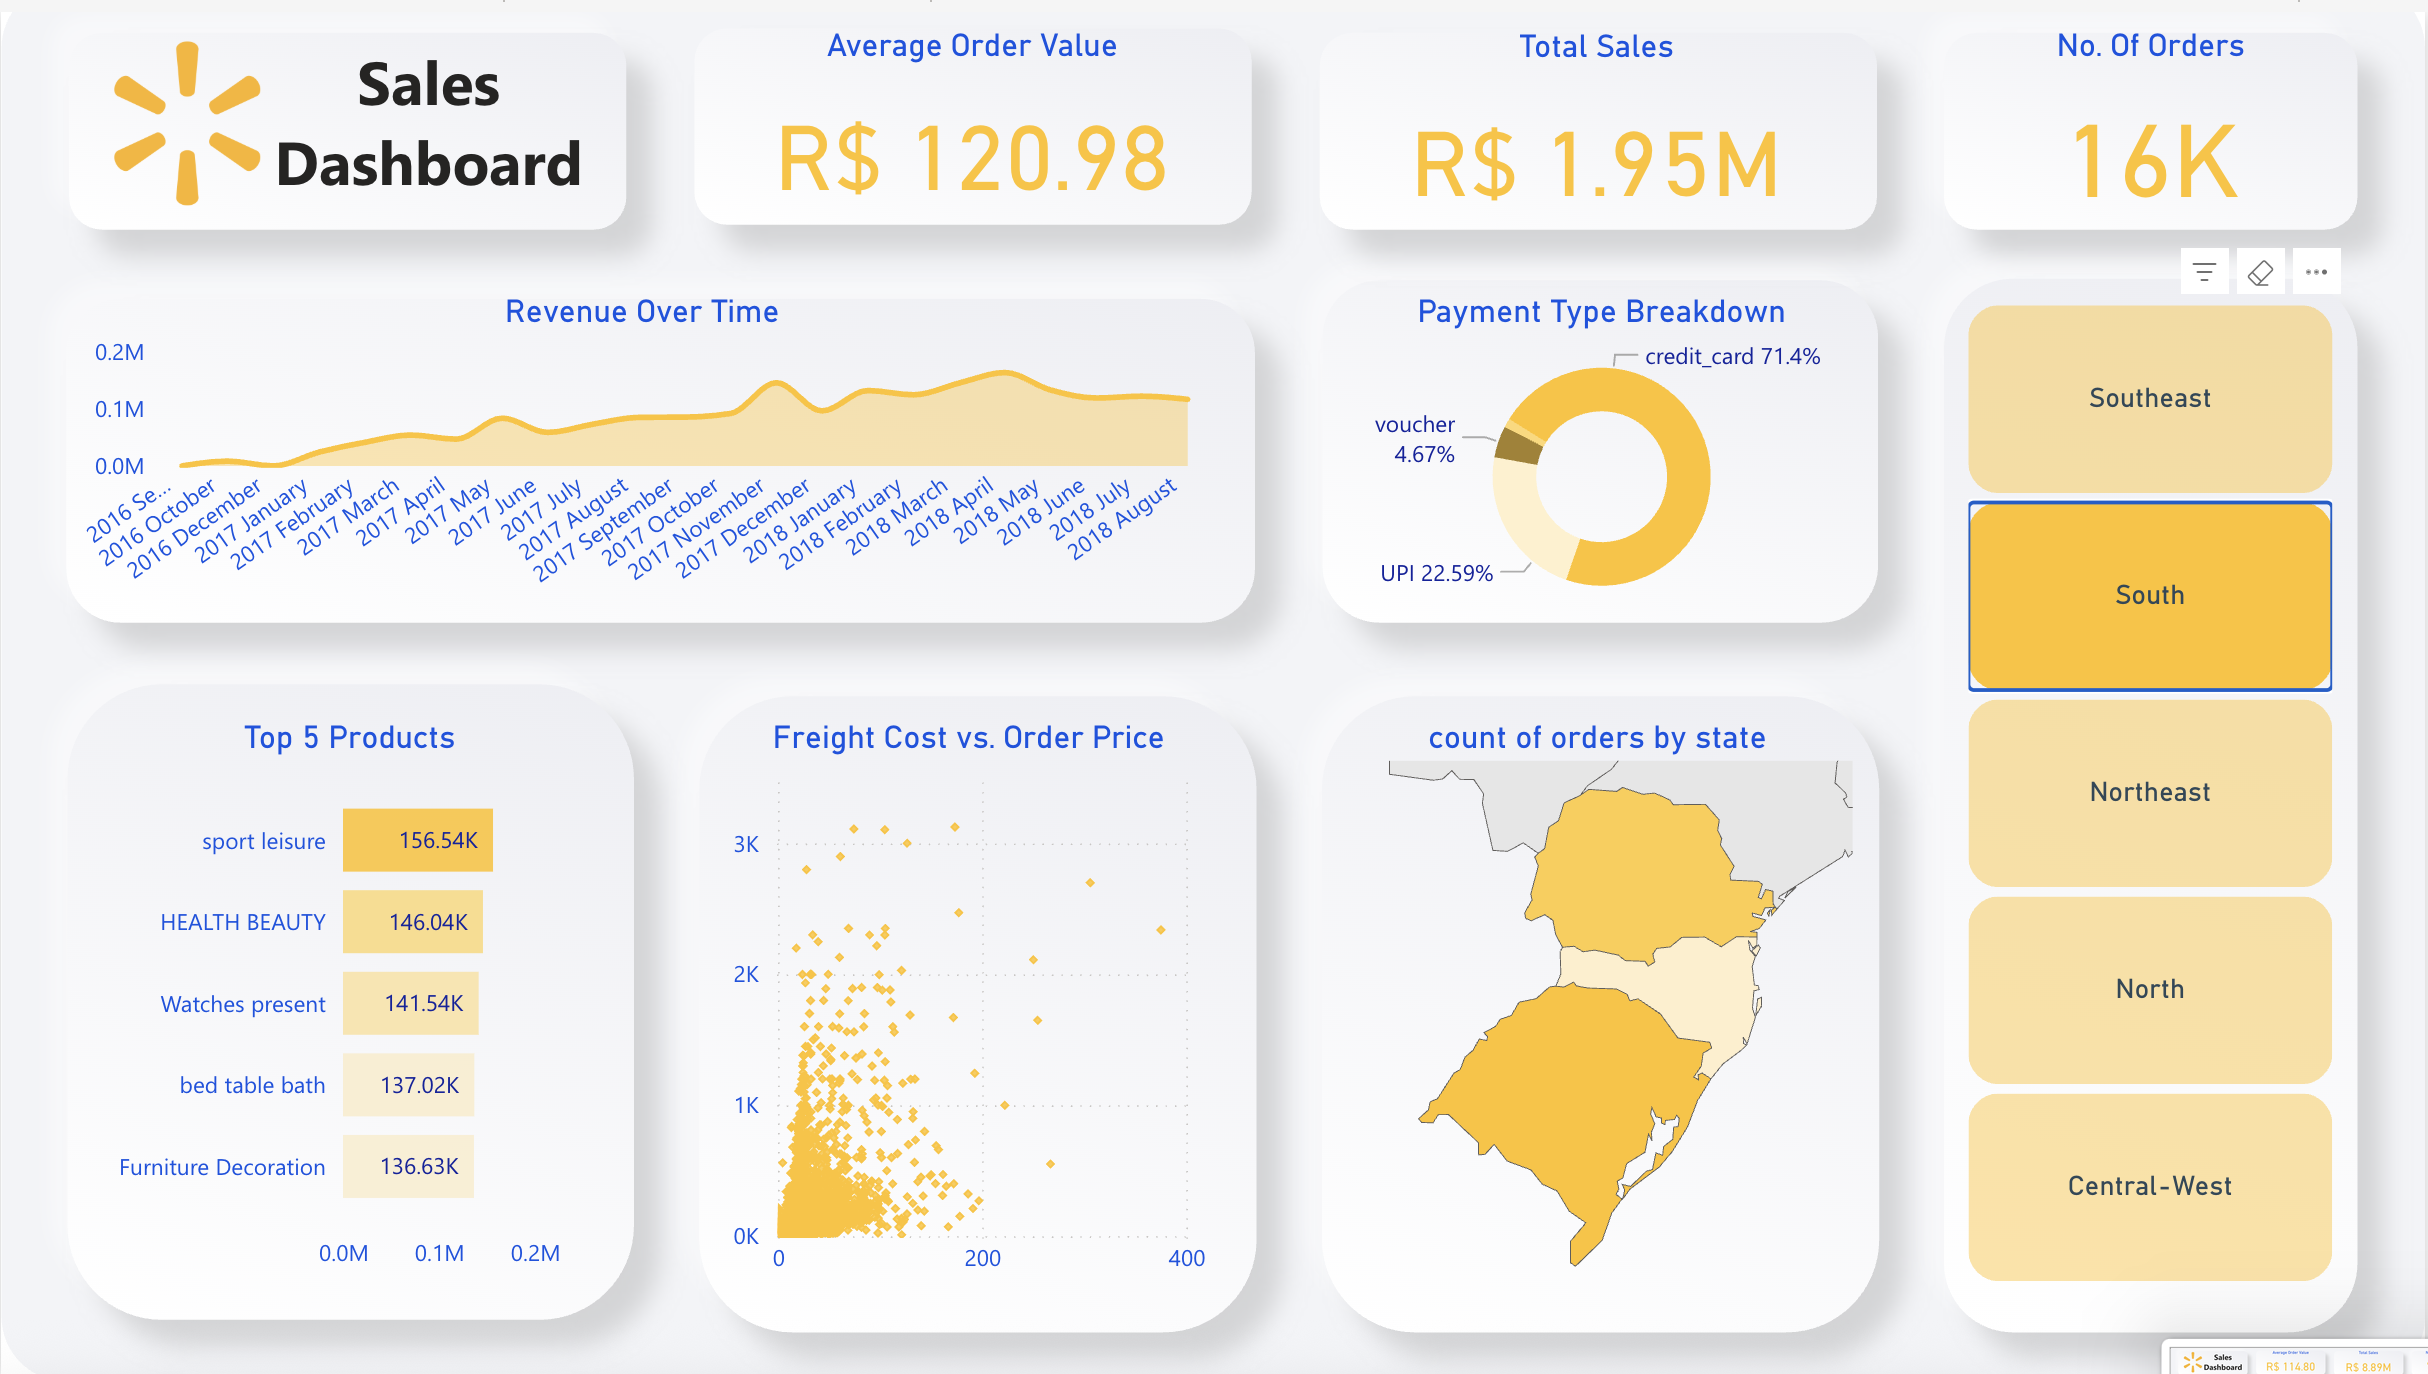 Sales
Dashboard
Average Order Value
R$ 120.98
Total Sales
R$ 1.95M
No. Of Orders
16K
Revenue Over Time
0.2M
0.1M
0.0M
2016 Se...
2016 October
2016 December
2017 January
2017 February
2017 March
2017 April
2017 May
2017 June
2017 July
2017 August
2017 September
2017 October
2017 November
2017 December
2018 January
2018 February
2018 March
2018 April
2018 May
2018 June
2018 July
2018 August
Payment Type Breakdown
credit_card 71.4%
voucher
4.67%
UPI 22.59%
Southeast
South
Northeast
North
Central-West
Top 5 Products
sport leisure 156.54K
HEALTH BEAUTY 146.04K
Watches present 141.54K
bed table bath 137.02K
Furniture Decoration 136.63K
0.0M 0.1M 0.2M
Freight Cost vs. Order Price
3K
2K
1K
0K
0 200 400
count of orders by state
Sales
Dashboard
Average Order Value
R$ 114.80
Total Sales
R$ 8.89M